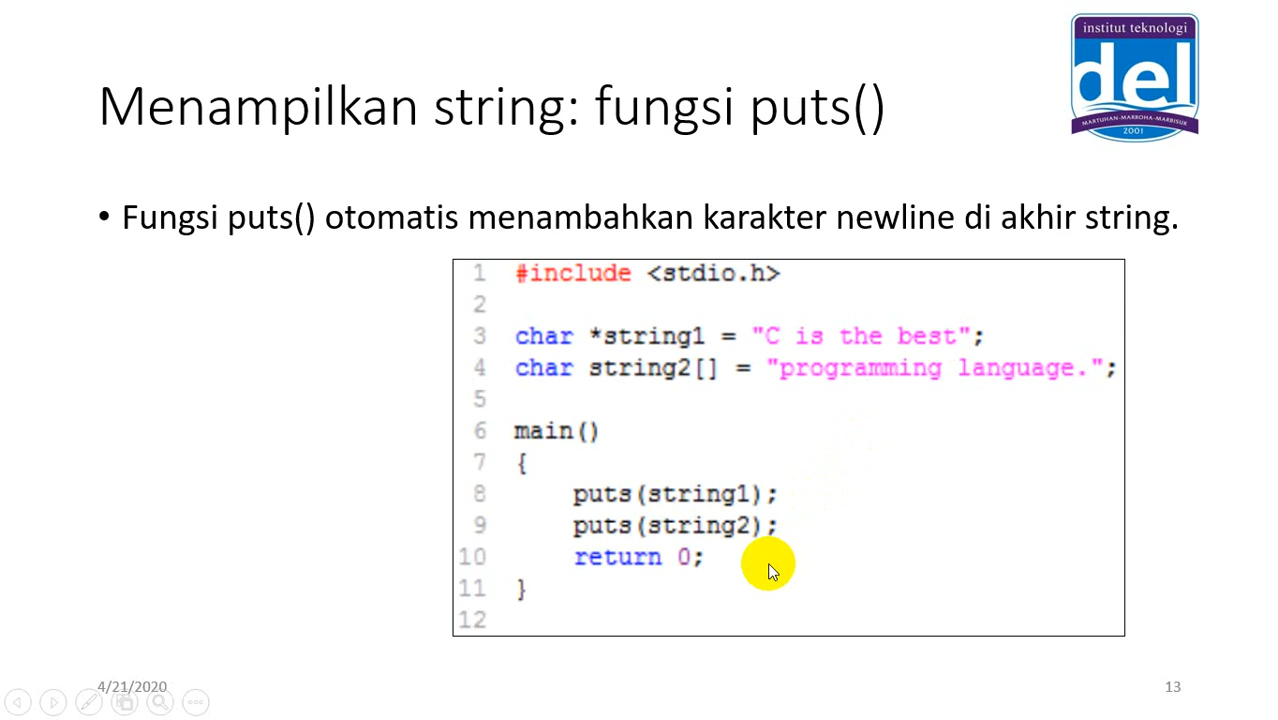 institut teknologi
del
MARTUHAN-MARROHA-MARBISUK
2001
Menampilkan string: fungsi puts()
• Fungsi puts() otomatis menambahkan karakter newline di akhir string.
1 #include <stdio.h>
2
3 char *string1 = "C is the best";
4 char string2[] = "programming language.";
5
6 main()
7 {
8 puts(string1);
9 puts(string2);
10 return 0;
11 }
12
4/21/2020
13